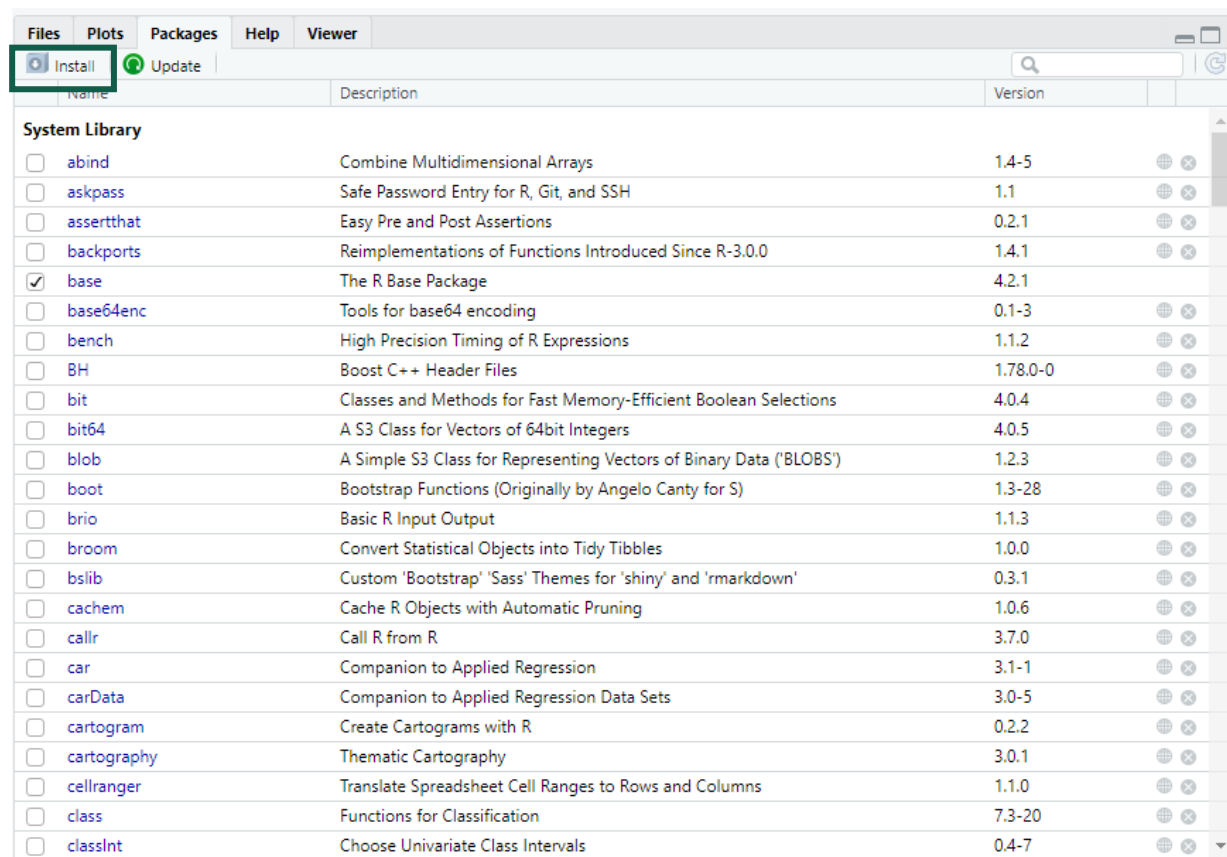 Files Plots Packages Help Viewer
Install Update
Name Description Version
System Library
abind Combine Multidimensional Arrays 1.4-5
askpass Safe Password Entry for R, Git, and SSH 1.1
assertthat Easy Pre and Post Assertions 0.2.1
backports Reimplementations of Functions Introduced Since R-3.0.0 1.4.1
base The R Base Package 4.2.1
base64enc Tools for base64 encoding 0.1-3
bench High Precision Timing of R Expressions 1.1.2
BH Boost C++ Header Files 1.78.0-0
bit Classes and Methods for Fast Memory-Efficient Boolean Selections 4.0.4
bit64 A S3 Class for Vectors of 64bit Integers 4.0.5
blob A Simple S3 Class for Representing Vectors of Binary Data ('BLOBS') 1.2.3
boot Bootstrap Functions (Originally by Angelo Canty for S) 1.3-28
brio Basic R Input Output 1.1.3
broom Convert Statistical Objects into Tidy Tibbles 1.0.0
bslib Custom 'Bootstrap' 'Sass' Themes for 'shiny' and 'rmarkdown' 0.3.1
cachem Cache R Objects with Automatic Pruning 1.0.6
callr Call R from R 3.7.0
car Companion to Applied Regression 3.1-1
carData Companion to Applied Regression Data Sets 3.0-5
cartogram Create Cartograms with R 0.2.2
cartography Thematic Cartography 3.0.1
cellranger Translate Spreadsheet Cell Ranges to Rows and Columns 1.1.0
class Functions for Classification 7.3-20
classInt Choose Univariate Class Intervals 0.4-7